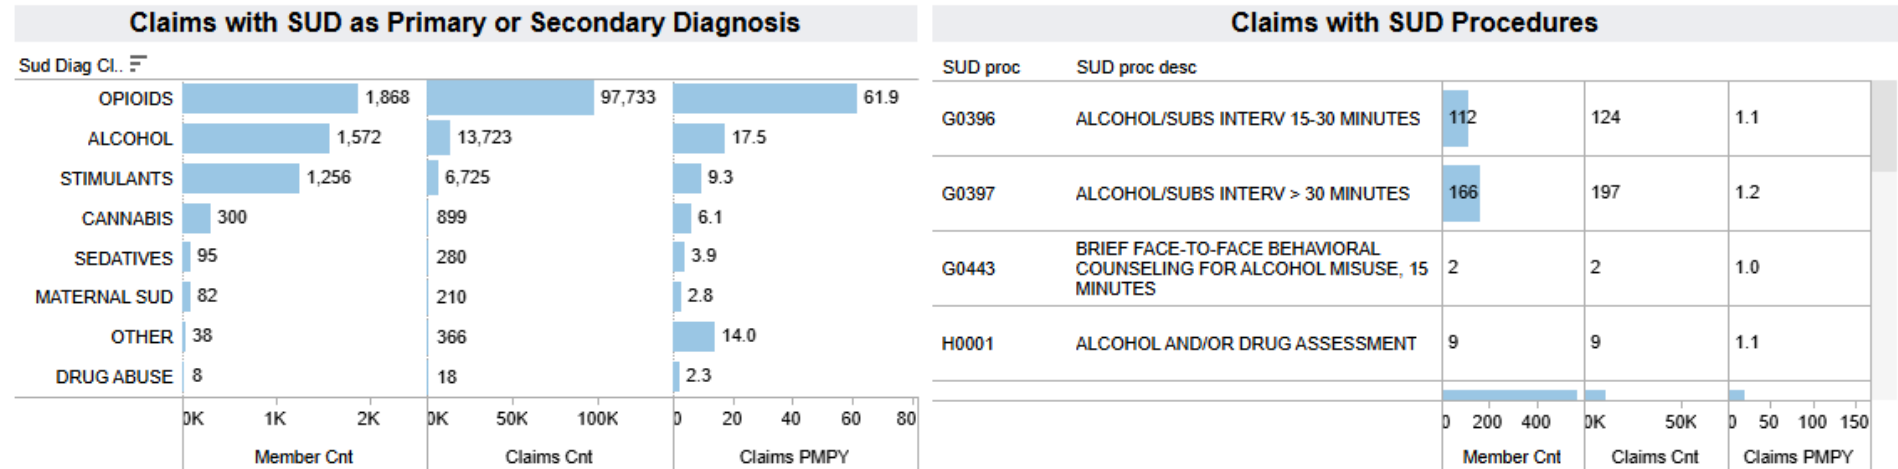 Claims with SUD as Primary or Secondary Diagnosis
Sud Diag Cl..
OPIOIDS 1,868 97,733 61.9
ALCOHOL 1,572 13,723 17.5
STIMULANTS 1,256 6,725 9.3
CANNABIS 300 899 6.1
SEDATIVES 95 280 3.9
MATERNAL SUD 82 210 2.8
OTHER 38 366 14.0
DRUG ABUSE 8 18 2.3
0K 1K 2K 0K 50K 100K 0 20 40 60 80
Member Cnt Claims Cnt Claims PMPY
Claims with SUD Procedures
SUD proc SUD proc desc
G0396 ALCOHOL/SUBS INTERV 15-30 MINUTES 112 124 1.1
G0397 ALCOHOL/SUBS INTERV > 30 MINUTES 166 197 1.2
BRIEF FACE-TO-FACE BEHAVIORAL
G0443 COUNSELING FOR ALCOHOL MISUSE, 15 2 2 1.0
MINUTES
H0001 ALCOHOL AND/OR DRUG ASSESSMENT 9 9 1.1
0 200 400 0K 50K 0 50 100 150
Member Cnt Claims Cnt Claims PMPY